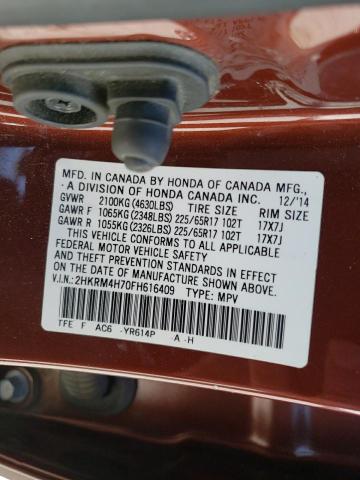 MFD. IN CANADA BY HONDA OF CANADA MFG.,
- A DIVISION OF HONDA CANADA INC. 12/'14
GVWR 2100KG (4630LBS) TIRE SIZE RIM SIZE
GAWR F 1065KG (2348LBS) 225/65R17 102T 17X7J
GAWR R 1055KG (2326LBS) 225/65R17 102T 17X7J
THIS VEHICLE CONFORMS TO ALL APPLICABLE
FEDERAL MOTOR VEHICLE SAFETY, BUMPER,
AND THEFT PREVENTION STANDARDS IN EFFECT
ON THE DATE OF MANUFACTURE SHOWN ABOVE.
V.I.N.: 2HKRM4H70FH616409 TYPE: MPV
TFE F AC6 -YR614P A -H